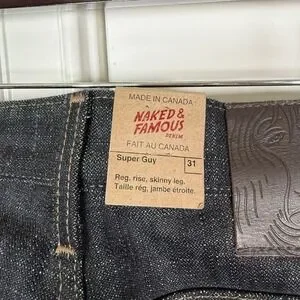 MADE IN CANADA
NAKED &
FAMOUS
DENIM
FAIT AU CANADA
Super Guy
31
Reg. rise, skinny leg.
Taille rég, jambe étroite.